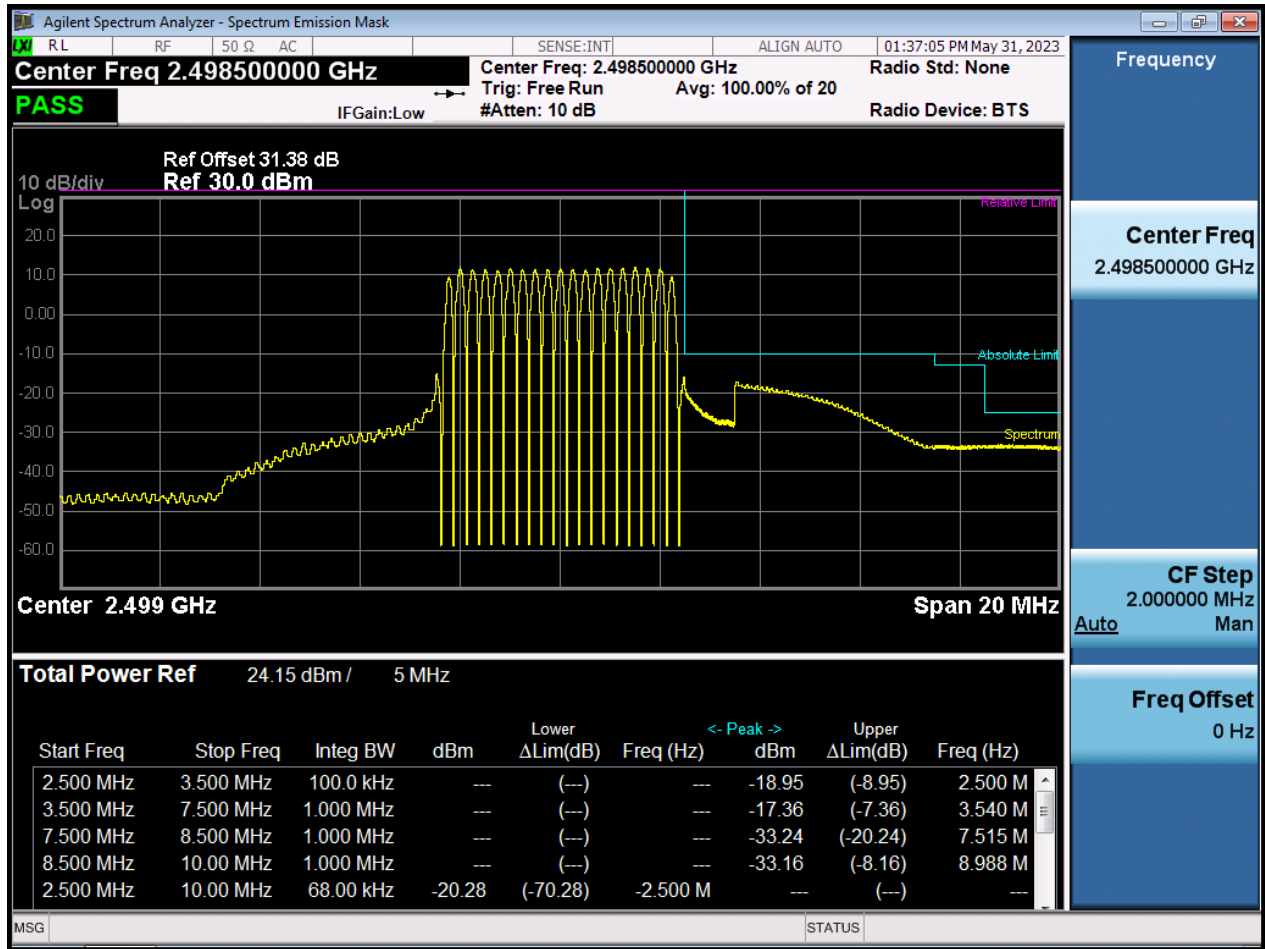 Agilent Spectrum Analyzer - Spectrum Emission Mask
LXI RL RF 50 Ω AC SENSE:INT ALIGN AUTO 01:37:05 PM May 31, 2023
Center Freq 2.498500000 GHz
PASS
IFGain:Low
Center Freq: 2.498500000 GHz
Trig: Free Run Avg: 100.00% of 20
#Atten: 10 dB
Radio Std: None
Radio Device: BTS
Ref Offset 31.38 dB
10 dB/div Ref 30.0 dBm
Log
Relative Limit
20.0
10.0
0.00
-10.0
Absolute Limit
-20.0
-30.0
Spectrum
-40.0
-50.0
-60.0
Center 2.499 GHz Span 20 MHz
Total Power Ref 24.15 dBm / 5 MHz
Lower <- Peak -> Upper
Start Freq Stop Freq Integ BW dBm ΔLim(dB) Freq (Hz) dBm ΔLim(dB) Freq (Hz)
2.500 MHz 3.500 MHz 100.0 kHz --- (---) --- -18.95 (-8.95) 2.500 M
3.500 MHz 7.500 MHz 1.000 MHz --- (---) --- -17.36 (-7.36) 3.540 M
7.500 MHz 8.500 MHz 1.000 MHz --- (---) --- -33.24 (-20.24) 7.515 M
8.500 MHz 10.00 MHz 1.000 MHz --- (---) --- -33.16 (-8.16) 8.988 M
2.500 MHz 10.00 MHz 68.00 kHz -20.28 (-70.28) -2.500 M --- (---) ---
MSG STATUS
Frequency
Center Freq
2.498500000 GHz
CF Step
2.000000 MHz
Auto Man
Freq Offset
0 Hz